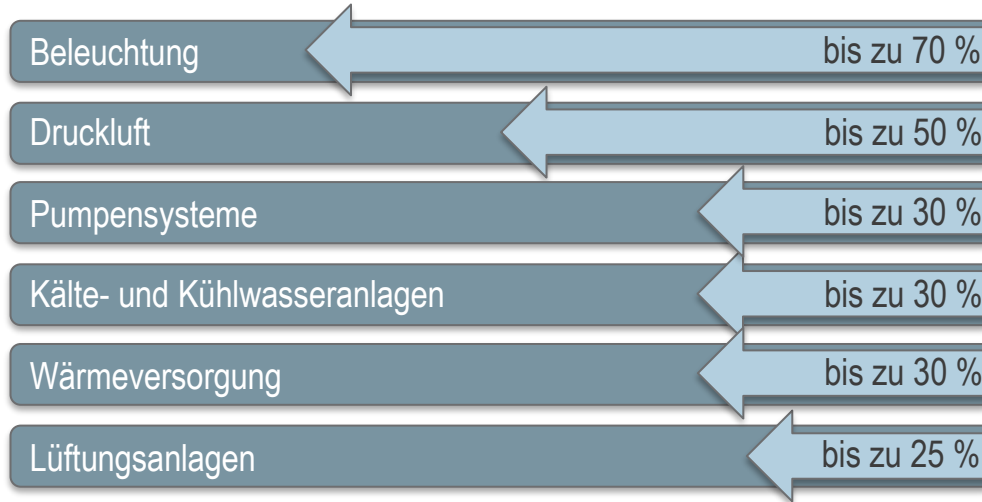 Beleuchtung bis zu 70 %
Druckluft bis zu 50 %
Pumpensysteme bis zu 30 %
Kälte- und Kühlwasseranlagen bis zu 30 %
Wärmeversorgung bis zu 30 %
Lüftungsanlagen bis zu 25 %